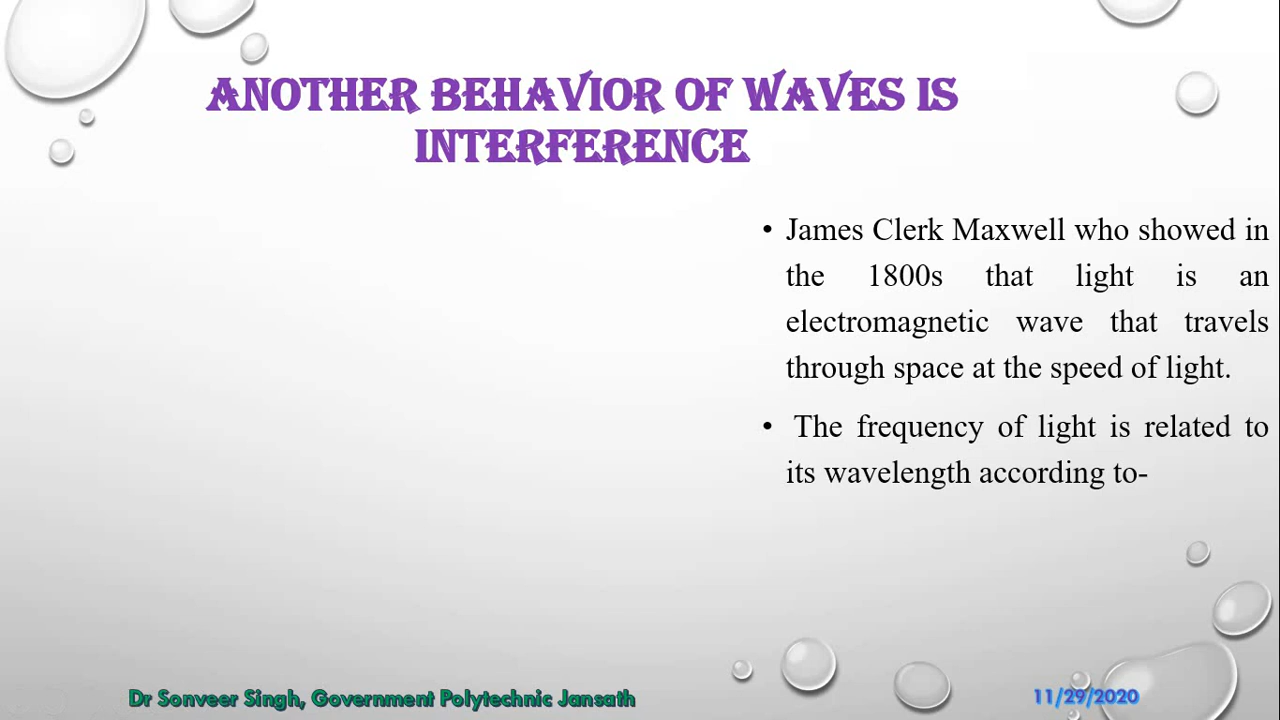 ANOTHER BEHAVIOR OF WAVES IS
INTERFERENCE
• James Clerk Maxwell who showed in
the 1800s that light is an
electromagnetic wave that travels
through space at the speed of light.
• The frequency of light is related to
its wavelength according to-
Dr Sonveer Singh, Government Polytechnic Jansath
11/29/2020